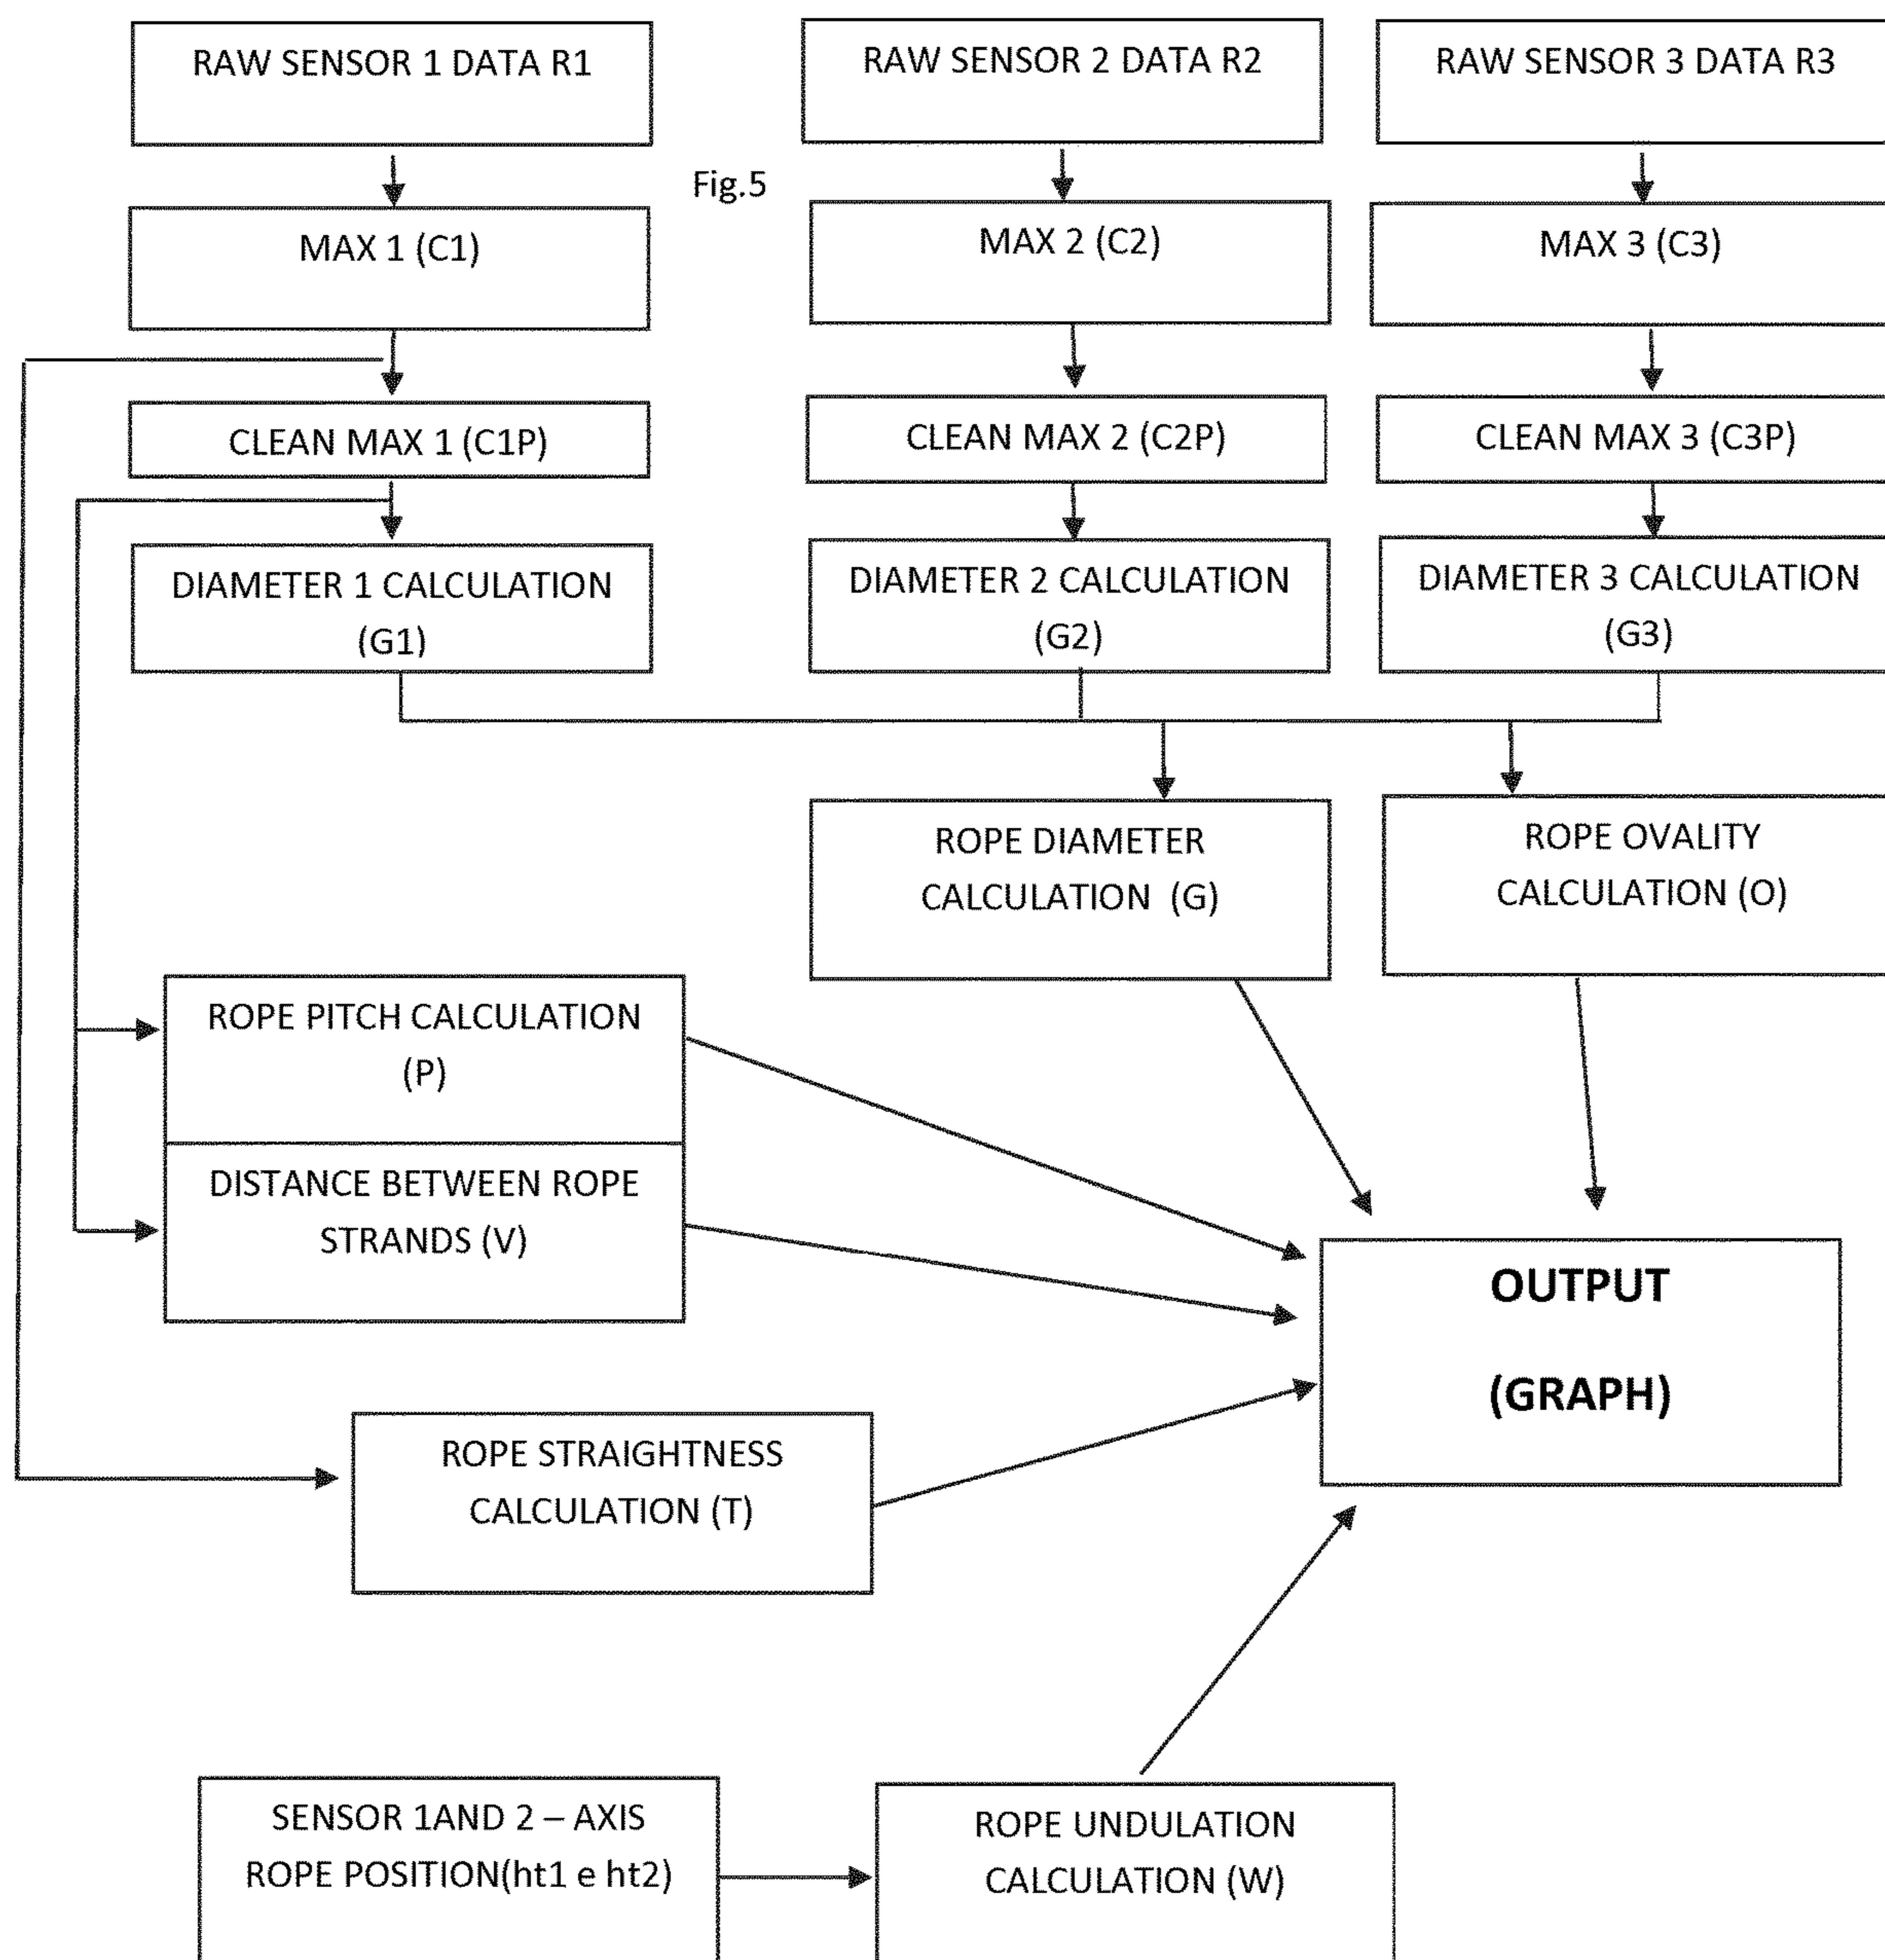 RAW SENSOR 1 DATA R1
RAW SENSOR 2 DATA R2
RAW SENSOR 3 DATA R3
Fig.5
MAX 1 (C1)
MAX 2 (C2)
MAX 3 (C3)
CLEAN MAX 1 (C1P)
CLEAN MAX 2 (C2P)
CLEAN MAX 3 (C3P)
DIAMETER 1 CALCULATION
(G1)
DIAMETER 2 CALCULATION
(G2)
DIAMETER 3 CALCULATION
(G3)
ROPE DIAMETER
CALCULATION (G)
ROPE OVALITY
CALCULATION (O)
ROPE PITCH CALCULATION
(P)
DISTANCE BETWEEN ROPE
STRANDS (V)
OUTPUT
(GRAPH)
ROPE STRAIGHTNESS
CALCULATION (T)
SENSOR 1AND 2 – AXIS
ROPE POSITION(ht1 e ht2)
ROPE UNDULATION
CALCULATION (W)